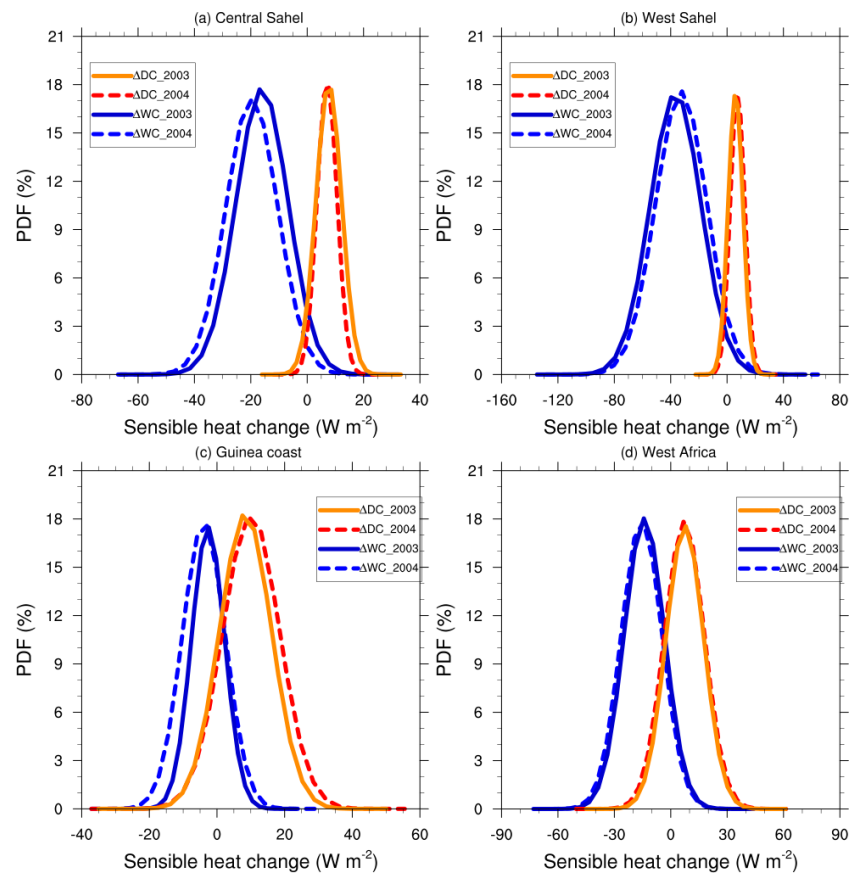 (a) Central Sahel
21
18
15
12
9
6
3
0
PDF (%)
ΔDC_2003
ΔDC_2004
ΔWC_2003
ΔWC_2004
-80 -60 -40 -20 0 20 40
Sensible heat change (W m-2)
(b) West Sahel
21
18
15
12
9
6
3
0
PDF (%)
ΔDC_2003
ΔDC_2004
ΔWC_2003
ΔWC_2004
-160 -120 -80 -40 0 40 80
Sensible heat change (W m-2)
(c) Guinea coast
21
18
15
12
9
6
3
0
PDF (%)
ΔDC_2003
ΔDC_2004
ΔWC_2003
ΔWC_2004
-40 -20 0 20 40 60
Sensible heat change (W m-2)
(d) West Africa
21
18
15
12
9
6
3
0
PDF (%)
ΔDC_2003
ΔDC_2004
ΔWC_2003
ΔWC_2004
-90 -60 -30 0 30 60 90
Sensible heat change (W m-2)